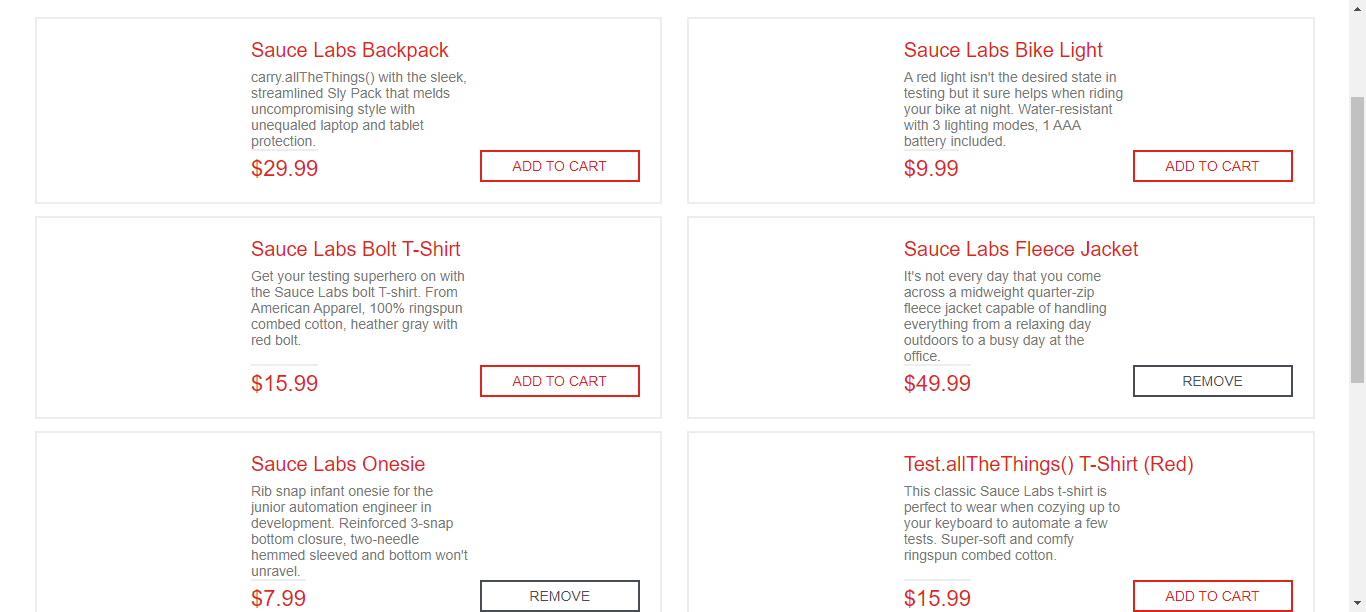 Sauce Labs Backpack
carry.allTheThings() with the sleek,
streamlined Sly Pack that melds
uncompromising style with
unequaled laptop and tablet
protection.
$29.99
ADD TO CART
Sauce Labs Bike Light
A red light isn't the desired state in
testing but it sure helps when riding
your bike at night. Water-resistant
with 3 lighting modes, 1 AAA
battery included.
$9.99
ADD TO CART
Sauce Labs Bolt T-Shirt
Get your testing superhero on with
the Sauce Labs bolt T-shirt. From
American Apparel, 100% ringspun
combed cotton, heather gray with
red bolt.
$15.99
ADD TO CART
Sauce Labs Fleece Jacket
It's not every day that you come
across a midweight quarter-zip
fleece jacket capable of handling
everything from a relaxing day
outdoors to a busy day at the
office.
$49.99
REMOVE
Sauce Labs Onesie
Rib snap infant onesie for the
junior automation engineer in
development. Reinforced 3-snap
bottom closure, two-needle
hemmed sleeved and bottom won't
unravel.
$7.99
REMOVE
Test.allTheThings() T-Shirt (Red)
This classic Sauce Labs t-shirt is
perfect to wear when cozying up to
your keyboard to automate a few
tests. Super-soft and comfy
ringspun combed cotton.
$15.99
ADD TO CART